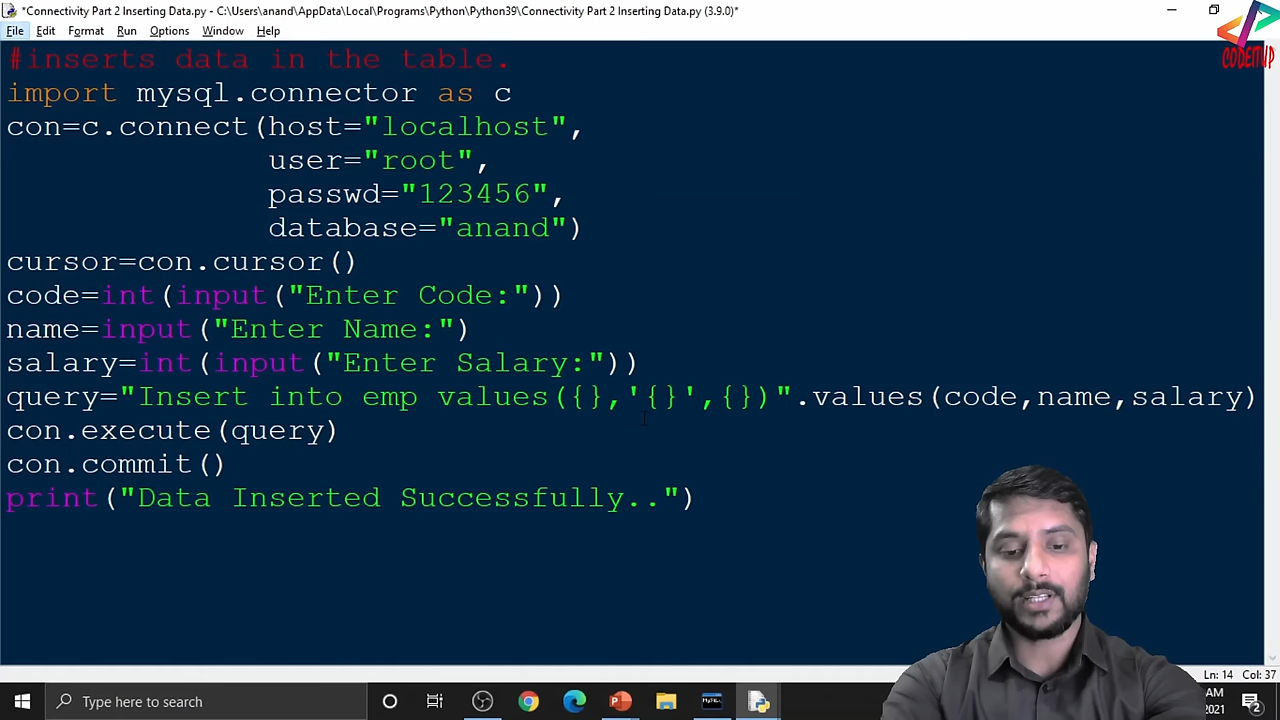 *Connectivity Part 2 Inserting Data.py - C:\Users\anand\AppData\Local\Programs\Python\Python39\Connectivity Part 2 Inserting Data.py (3.9.0)*
File Edit Format Run Options Window Help
CODEITUP
#inserts data in the table.
import mysql.connector as c
con=c.connect(host="localhost",
user="root",
passwd="123456",
database="anand")
cursor=con.cursor()
code=int(input("Enter Code:"))
name=input("Enter Name:")
salary=int(input("Enter Salary:"))
query="Insert into emp values({},'{}',{})".values(code,name,salary)
con.execute(query)
con.commit()
print("Data Inserted Successfully..")
Ln: 14 Col: 37
Type here to search
AM
2021
2